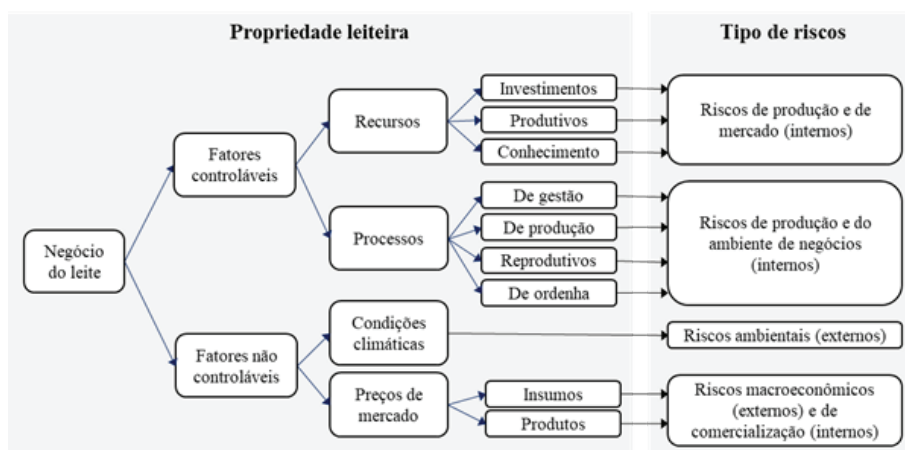 Propriedade leiteira
Tipo de riscos
Negócio
do leite
Fatores
controláveis
Recursos
Investimentos
Produtivos
Conhecimento
Riscos de produção e de
mercado (internos)
Processos
De gestão
De produção
Reprodutivos
De ordenha
Riscos de produção e do
ambiente de negócios
(internos)
Fatores não
controláveis
Condições
climáticas
Riscos ambientais (externos)
Preços de
mercado
Insumos
Produtos
Riscos macroeconômicos
(externos) e de
comercialização (internos)